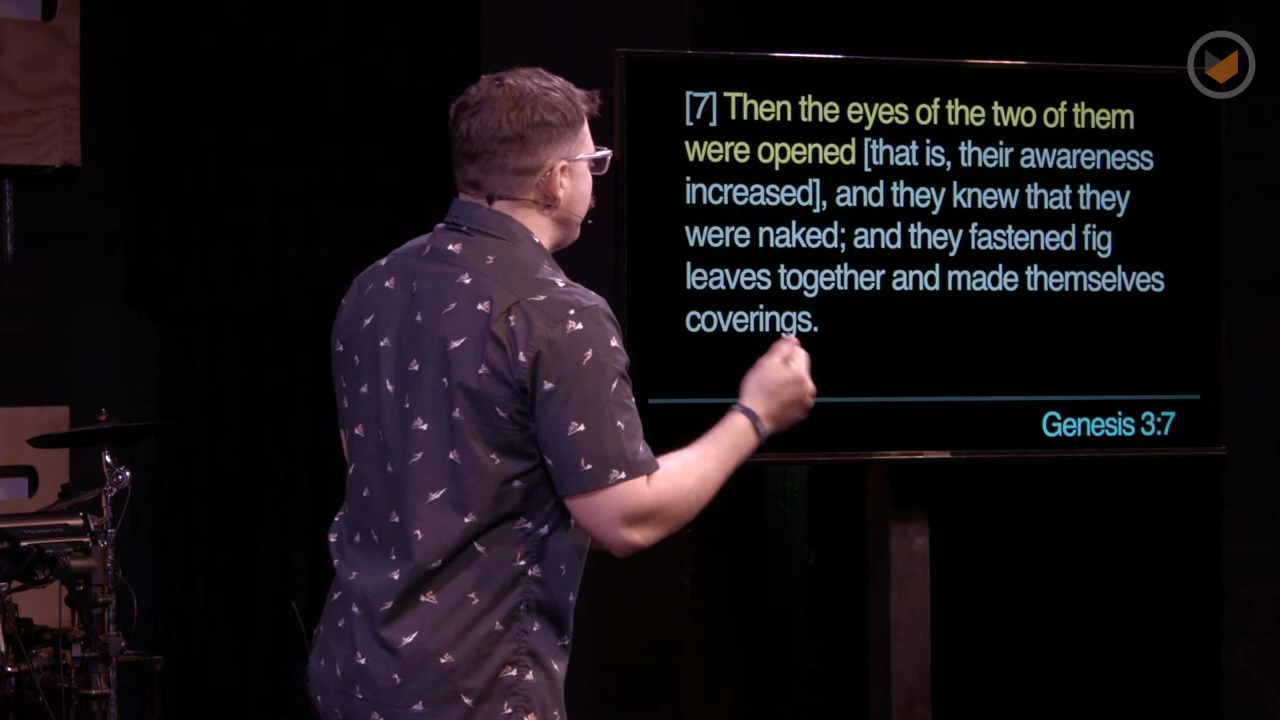 [7] Then the eyes of the two of them
were opened [that is, their awareness
increased], and they knew that they
were naked; and they fastened fig
leaves together and made themselves
coverings.
Genesis 3:7